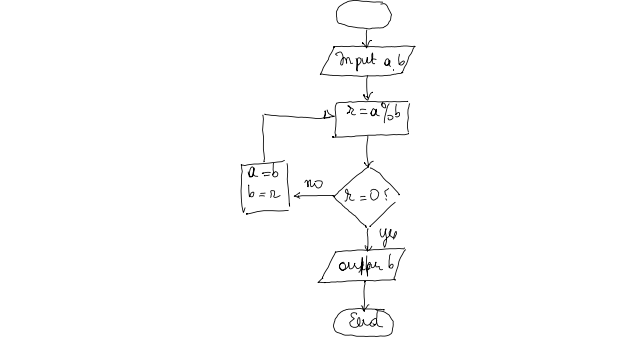 Input a, b
r = a % b
r = 0 ?
no
a = b
b = r
yes
output b
End